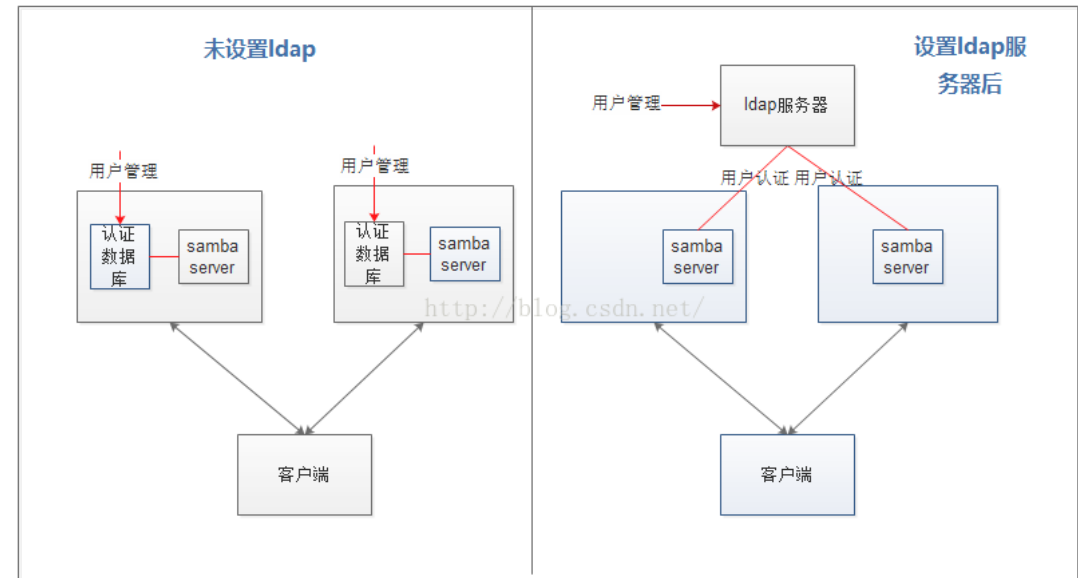 未设置ldap
用户管理
认证
数据
库
samba
server
用户管理
认证
数据
库
samba
server
客户端
设置ldap服
务器后
用户管理
ldap服务器
用户认证
用户认证
samba
server
samba
server
客户端
http://blog.csdn.net/